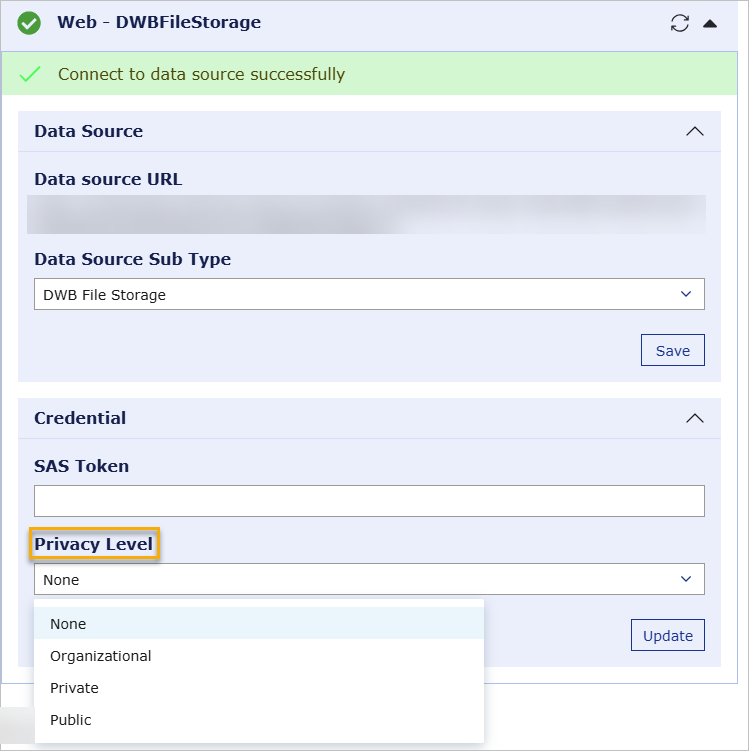 Web - DWBFileStorage
Connect to data source successfully
Data Source
Data source URL
Data Source Sub Type
DWB File Storage
Save
Credential
SAS Token
Privacy Level
None
None
Organizational
Update
Private
Public